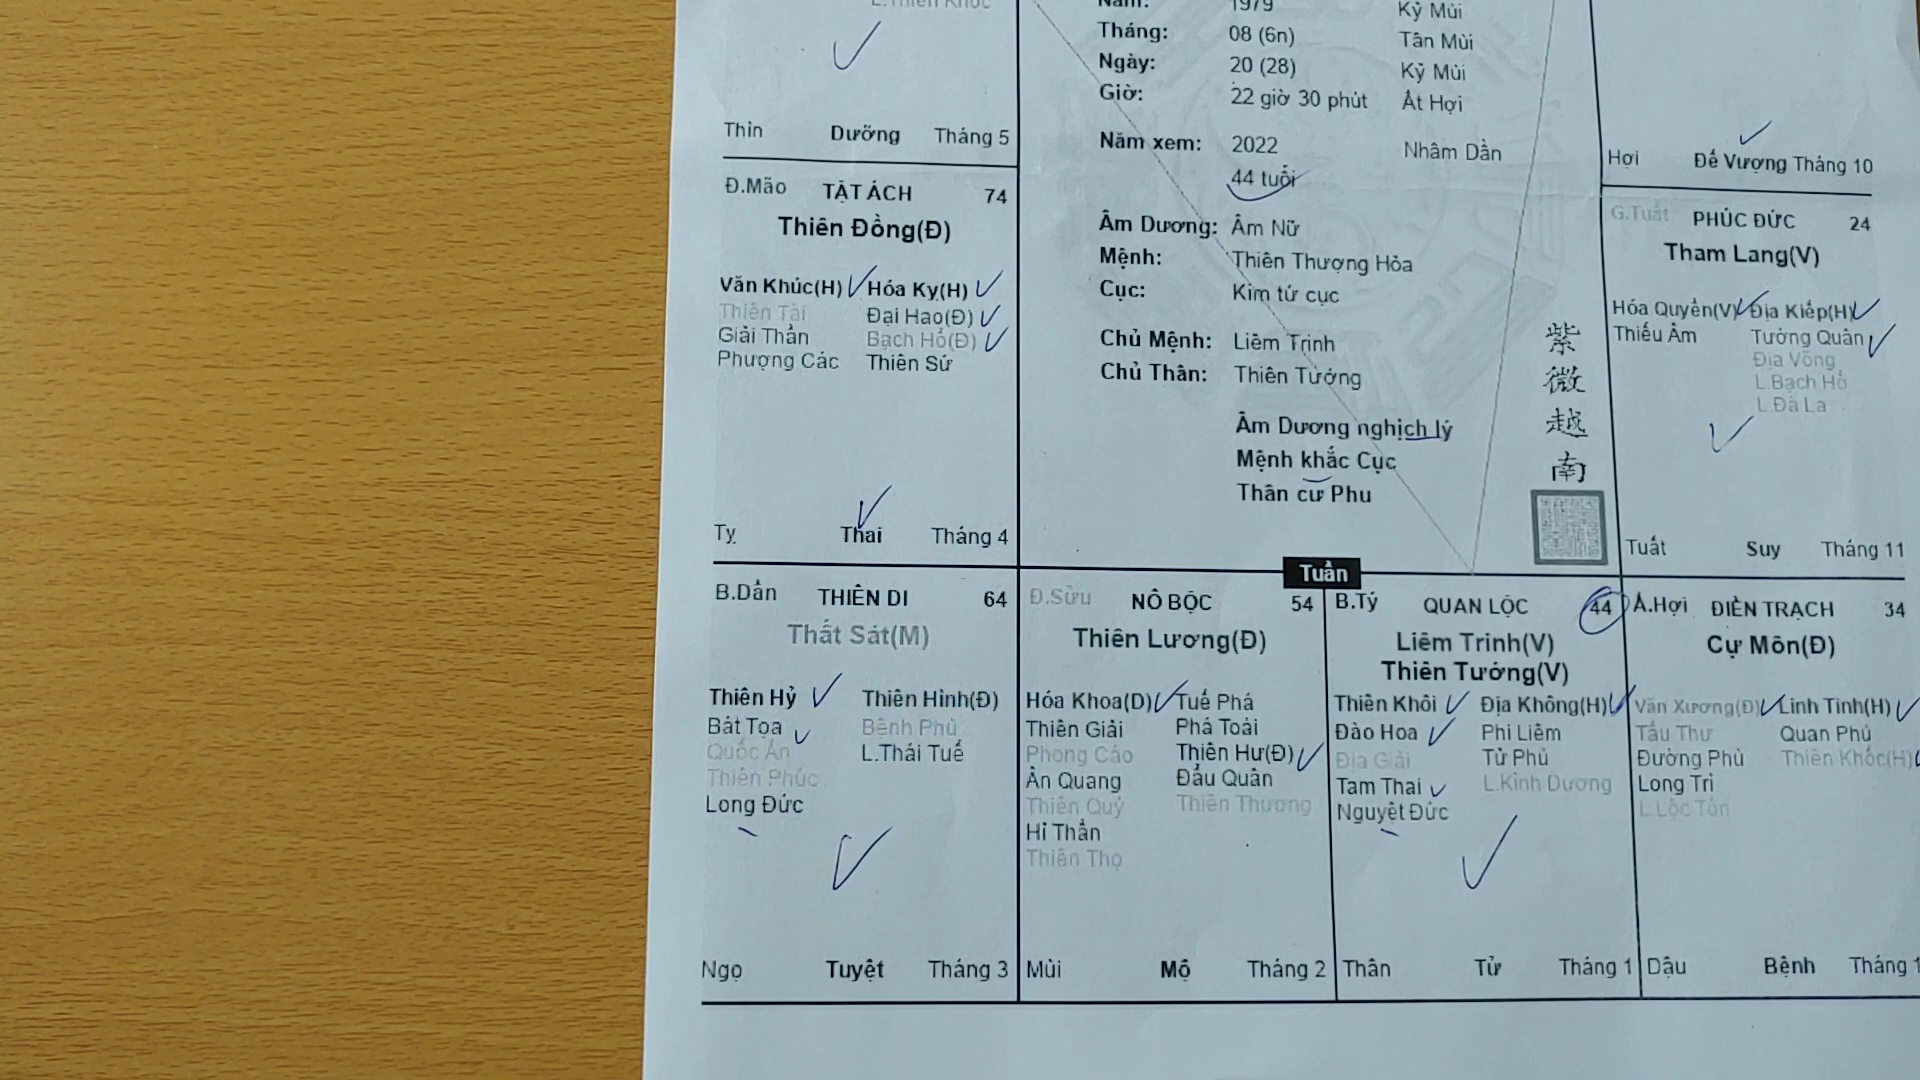 L.Thiên Khốc
Thìn Dưỡng Tháng 5
Năm: 1979 Kỷ Mùi
Tháng: 08 (6n) Tân Mùi
Ngày: 20 (28) Kỷ Mùi
Giờ: 22 giờ 30 phút Ất Hợi
Năm xem: 2022 Nhâm Dần
44 tuổi
Âm Dương: Âm Nữ
Mệnh: Thiên Thượng Hỏa
Cục: Kim tứ cục
Chủ Mệnh: Liêm Trinh
Chủ Thân: Thiên Tướng
Âm Dương nghịch lý
Mệnh khắc Cục
Thân cư Phu
紫微越南
Hợi Đế Vượng Tháng 10
Đ.Mão TẬT ÁCH 74
Thiên Đồng(Đ)
Văn Khúc(H) Hóa Kỵ(H)
Thiên Tài Đại Hao(Đ)
Giải Thần Bạch Hổ(Đ)
Phượng Các Thiên Sứ
Tỵ Thai Tháng 4
G.Tuất PHÚC ĐỨC 24
Tham Lang(V)
Hóa Quyền(V) Địa Kiếp(H)
Thiếu Âm Tướng Quân
Địa Võng
L.Bạch Hổ
L.Đà La
Tuất Suy Tháng 11
Tuần
B.Dần THIÊN DI 64
Thất Sát(M)
Thiên Hỷ Thiên Hình(Đ)
Bát Tọa Bệnh Phù
Quốc Ấn L.Thái Tuế
Thiên Phúc
Long Đức
Ngọ Tuyệt Tháng 3
Đ.Sửu NÔ BỘC 54
Thiên Lương(Đ)
Hóa Khoa(D) Tuế Phá
Thiên Giải Phá Toái
Phong Cáo Thiên Hư(Đ)
Ân Quang Đẩu Quân
Thiên Quý Thiên Thương
Hỉ Thần
Thiên Thọ
Mùi Mộ Tháng 2
B.Tý QUAN LỘC 44
Liêm Trinh(V)
Thiên Tướng(V)
Thiên Khôi Địa Không(H)
Đào Hoa Phi Liêm
Địa Giải Tử Phù
Tam Thai L.Kình Dương
Nguyệt Đức
Thân Tử Tháng 1
Ấ.Hợi ĐIỀN TRẠCH 34
Cự Môn(Đ)
Văn Xương(Đ) Linh Tinh(H)
Tấu Thư Quan Phủ
Đường Phù Thiên Khốc(H)
Long Trì
L.Lộc Tồn
Dậu Bệnh Tháng 1